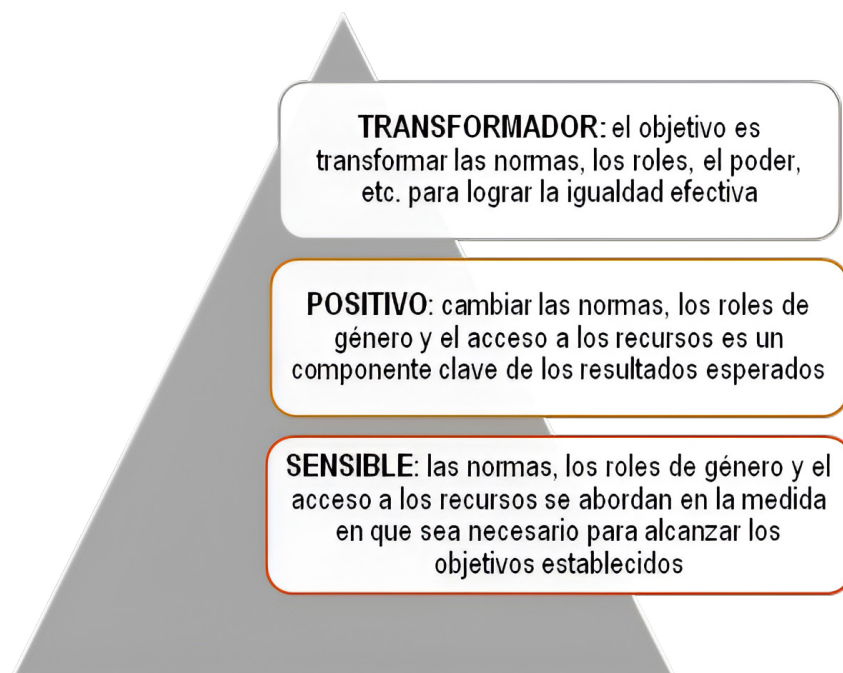 TRANSFORMADOR: el objetivo es
transformar las normas, los roles, el poder,
etc. para lograr la igualdad efectiva
POSITIVO: cambiar las normas, los roles de
género y el acceso a los recursos es un
componente clave de los resultados esperados
SENSIBLE: las normas, los roles de género y el
acceso a los recursos se abordan en la medida
en que sea necesario para alcanzar los
objetivos establecidos